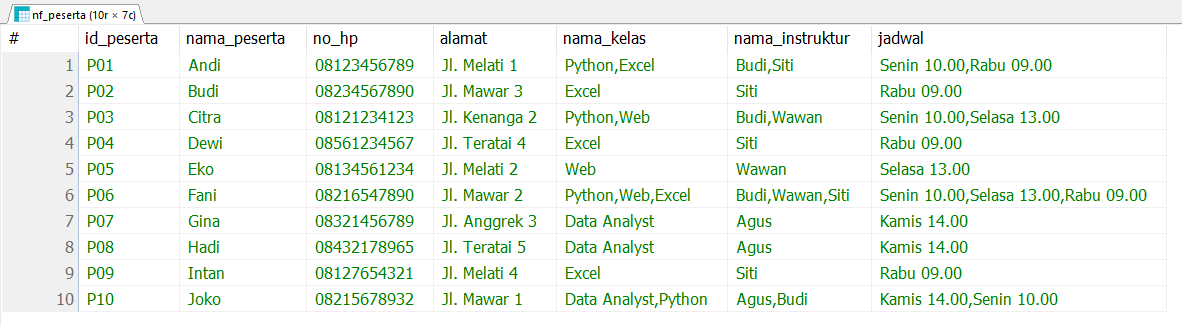 nf_peserta (10r × 7c)
# id_peserta nama_peserta no_hp alamat nama_kelas nama_instruktur jadwal
1 P01 Andi 08123456789 Jl. Melati 1 Python,Excel Budi,Siti Senin 10.00,Rabu 09.00
2 P02 Budi 08234567890 Jl. Mawar 3 Excel Siti Rabu 09.00
3 P03 Citra 08121234123 Jl. Kenanga 2 Python,Web Budi,Wawan Senin 10.00,Selasa 13.00
4 P04 Dewi 08561234567 Jl. Teratai 4 Excel Siti Rabu 09.00
5 P05 Eko 08134561234 Jl. Melati 2 Web Wawan Selasa 13.00
6 P06 Fani 08216547890 Jl. Mawar 2 Python,Web,Excel Budi,Wawan,Siti Senin 10.00,Selasa 13.00,Rabu 09.00
7 P07 Gina 08321456789 Jl. Anggrek 3 Data Analyst Agus Kamis 14.00
8 P08 Hadi 08432178965 Jl. Teratai 5 Data Analyst Agus Kamis 14.00
9 P09 Intan 08127654321 Jl. Melati 4 Excel Siti Rabu 09.00
10 P10 Joko 08215678932 Jl. Mawar 1 Data Analyst,Python Agus,Budi Kamis 14.00,Senin 10.00